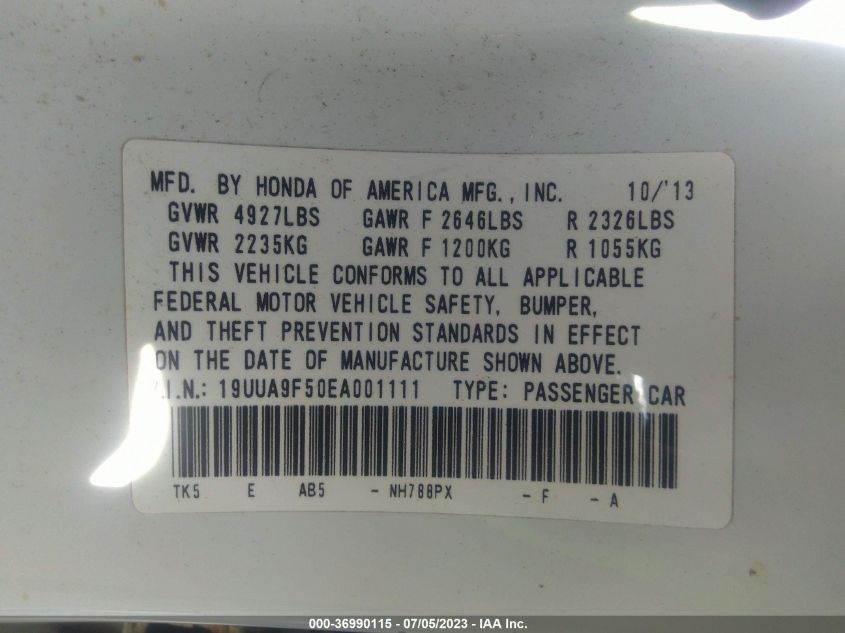 MFD. BY HONDA OF AMERICA MFG., INC. 10/'13
GVWR 4927LBS GAWR F 2646LBS R 2326LBS
GVWR 2235KG GAWR F 1200KG R 1055KG
THIS VEHICLE CONFORMS TO ALL APPLICABLE
FEDERAL MOTOR VEHICLE SAFETY, BUMPER,
AND THEFT PREVENTION STANDARDS IN EFFECT
ON THE DATE OF MANUFACTURE SHOWN ABOVE.
V.I.N.: 19UUA9F50EA001111 TYPE: PASSENGER CAR
TK5 E AB5 - NH788PX - F - A
000-36990115 - 07/05/2023 - IAA Inc.